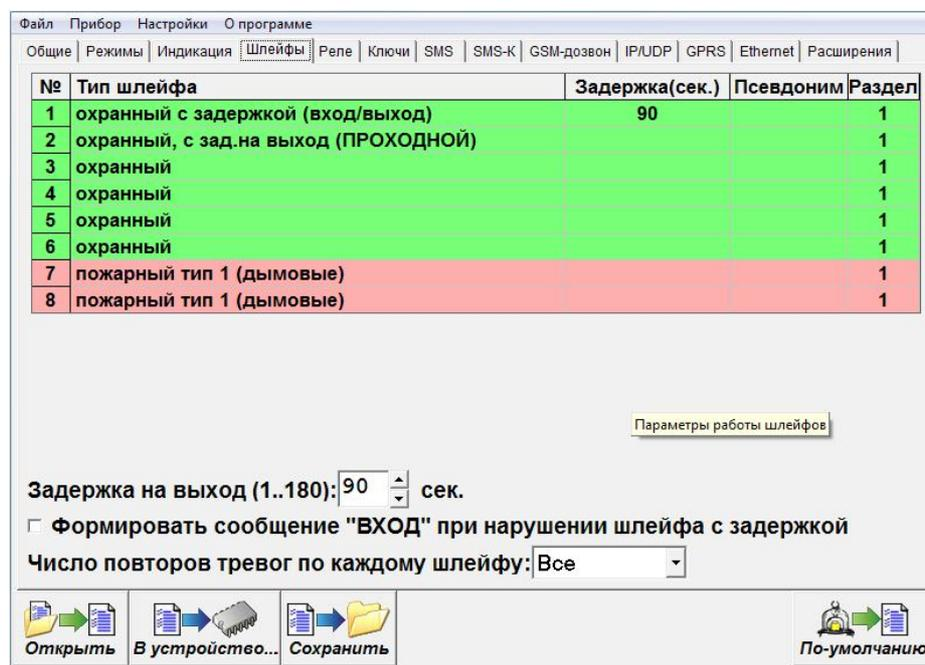 Файл Прибор Настройки О программе
Общие Режимы Индикация Шлейфы Реле Ключи SMS SMS-K GSM-дозвон IP/UDP GPRS Ethernet Расширения
№ Тип шлейфа Задержка(сек.) Псевдоним Раздел
1 охранный с задержкой (вход/выход) 90 1
2 охранный, с зад.на выход (ПРОХОДНОЙ) 1
3 охранный 1
4 охранный 1
5 охранный 1
6 охранный 1
7 пожарный тип 1 (дымовые) 1
8 пожарный тип 1 (дымовые) 1
Параметры работы шлейфов
Задержка на выход (1..180): 90 сек.
Формировать сообщение "ВХОД" при нарушении шлейфа с задержкой
Число повторов тревог по каждому шлейфу: Все
Открыть В устройство... Сохранить По-умолчанию